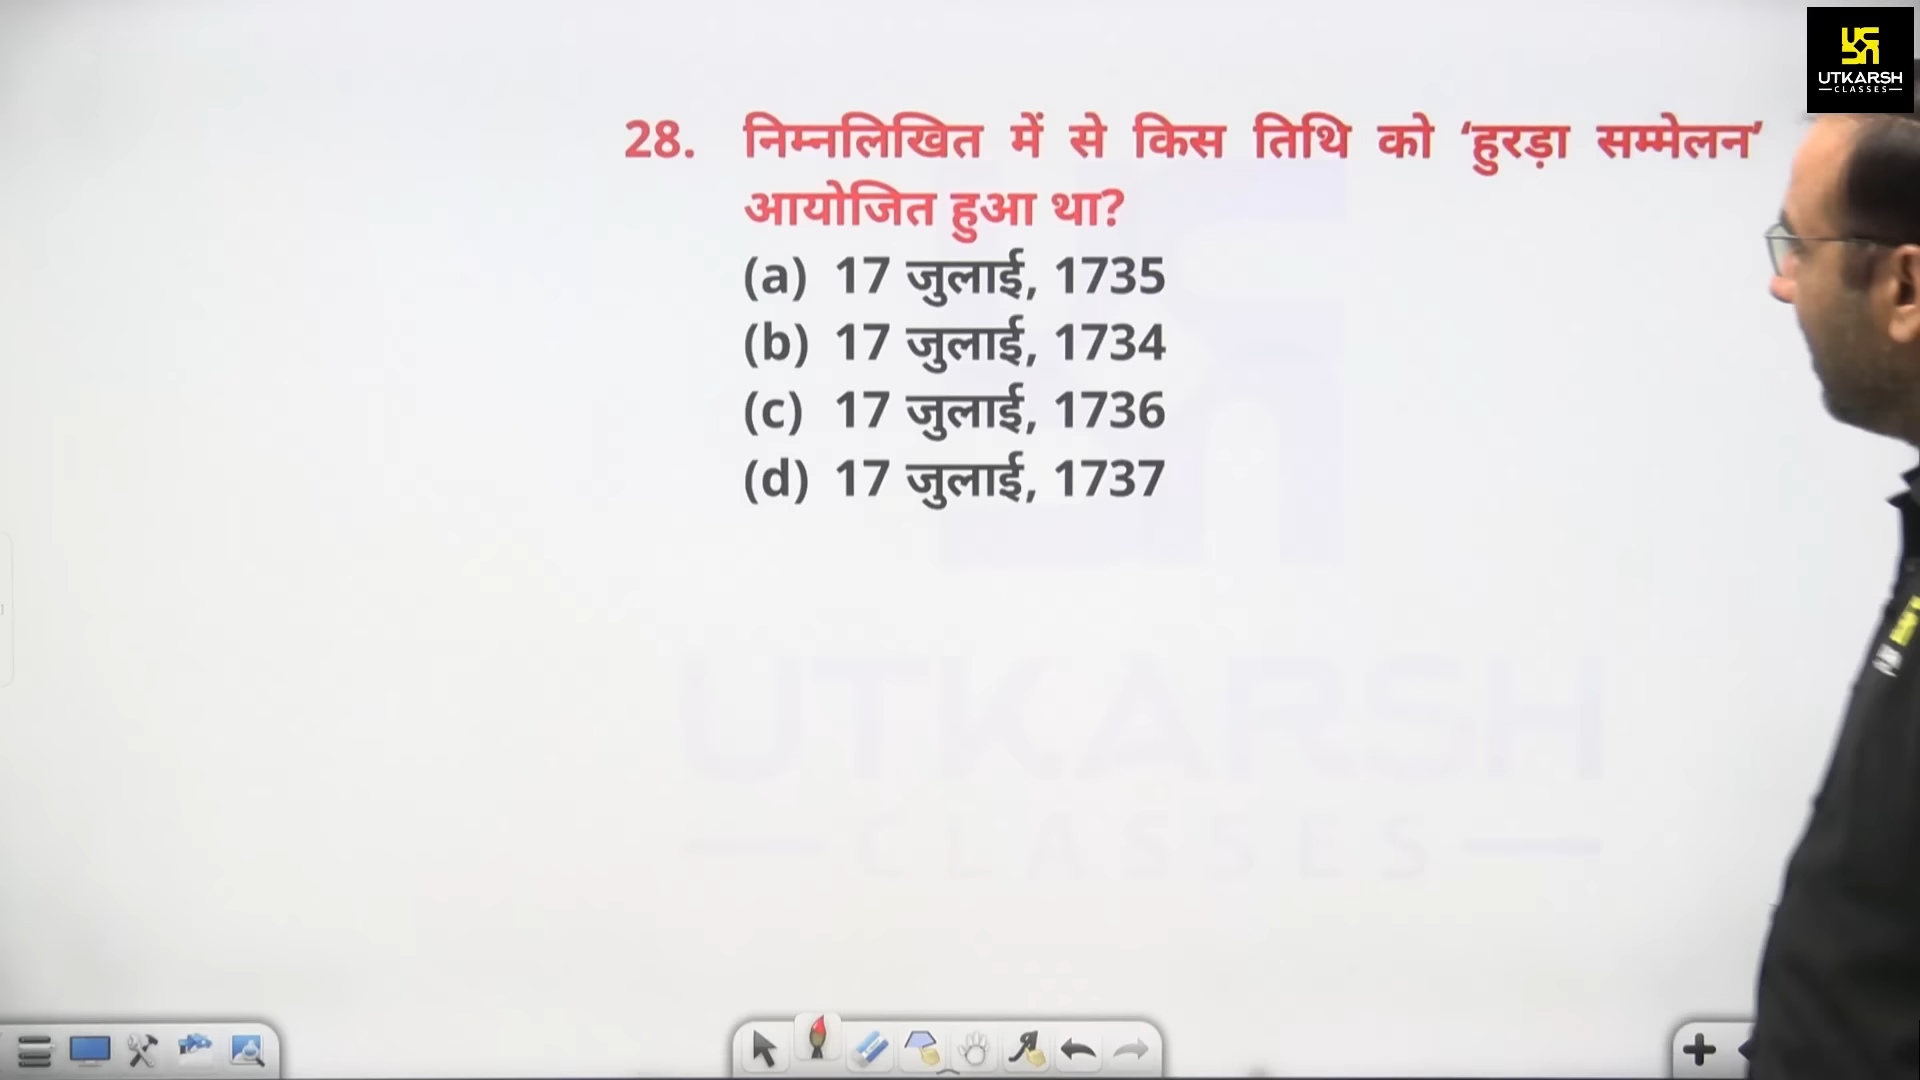 UTKARSH
CLASSES
28. निम्नलिखित में से किस तिथि को ‘हुरड़ा सम्मेलन’
आयोजित हुआ था?
(a) 17 जुलाई, 1735
(b) 17 जुलाई, 1734
(c) 17 जुलाई, 1736
(d) 17 जुलाई, 1737
UTKARSH
CLASSES